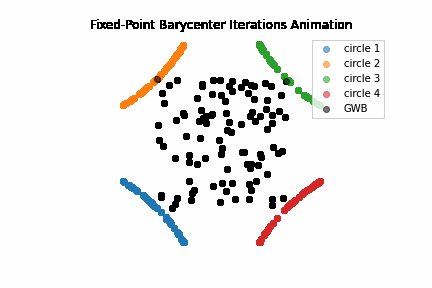 Fixed-Point Barycenter Iterations Animation
circle 1
circle 2
circle 3
circle 4
GWB